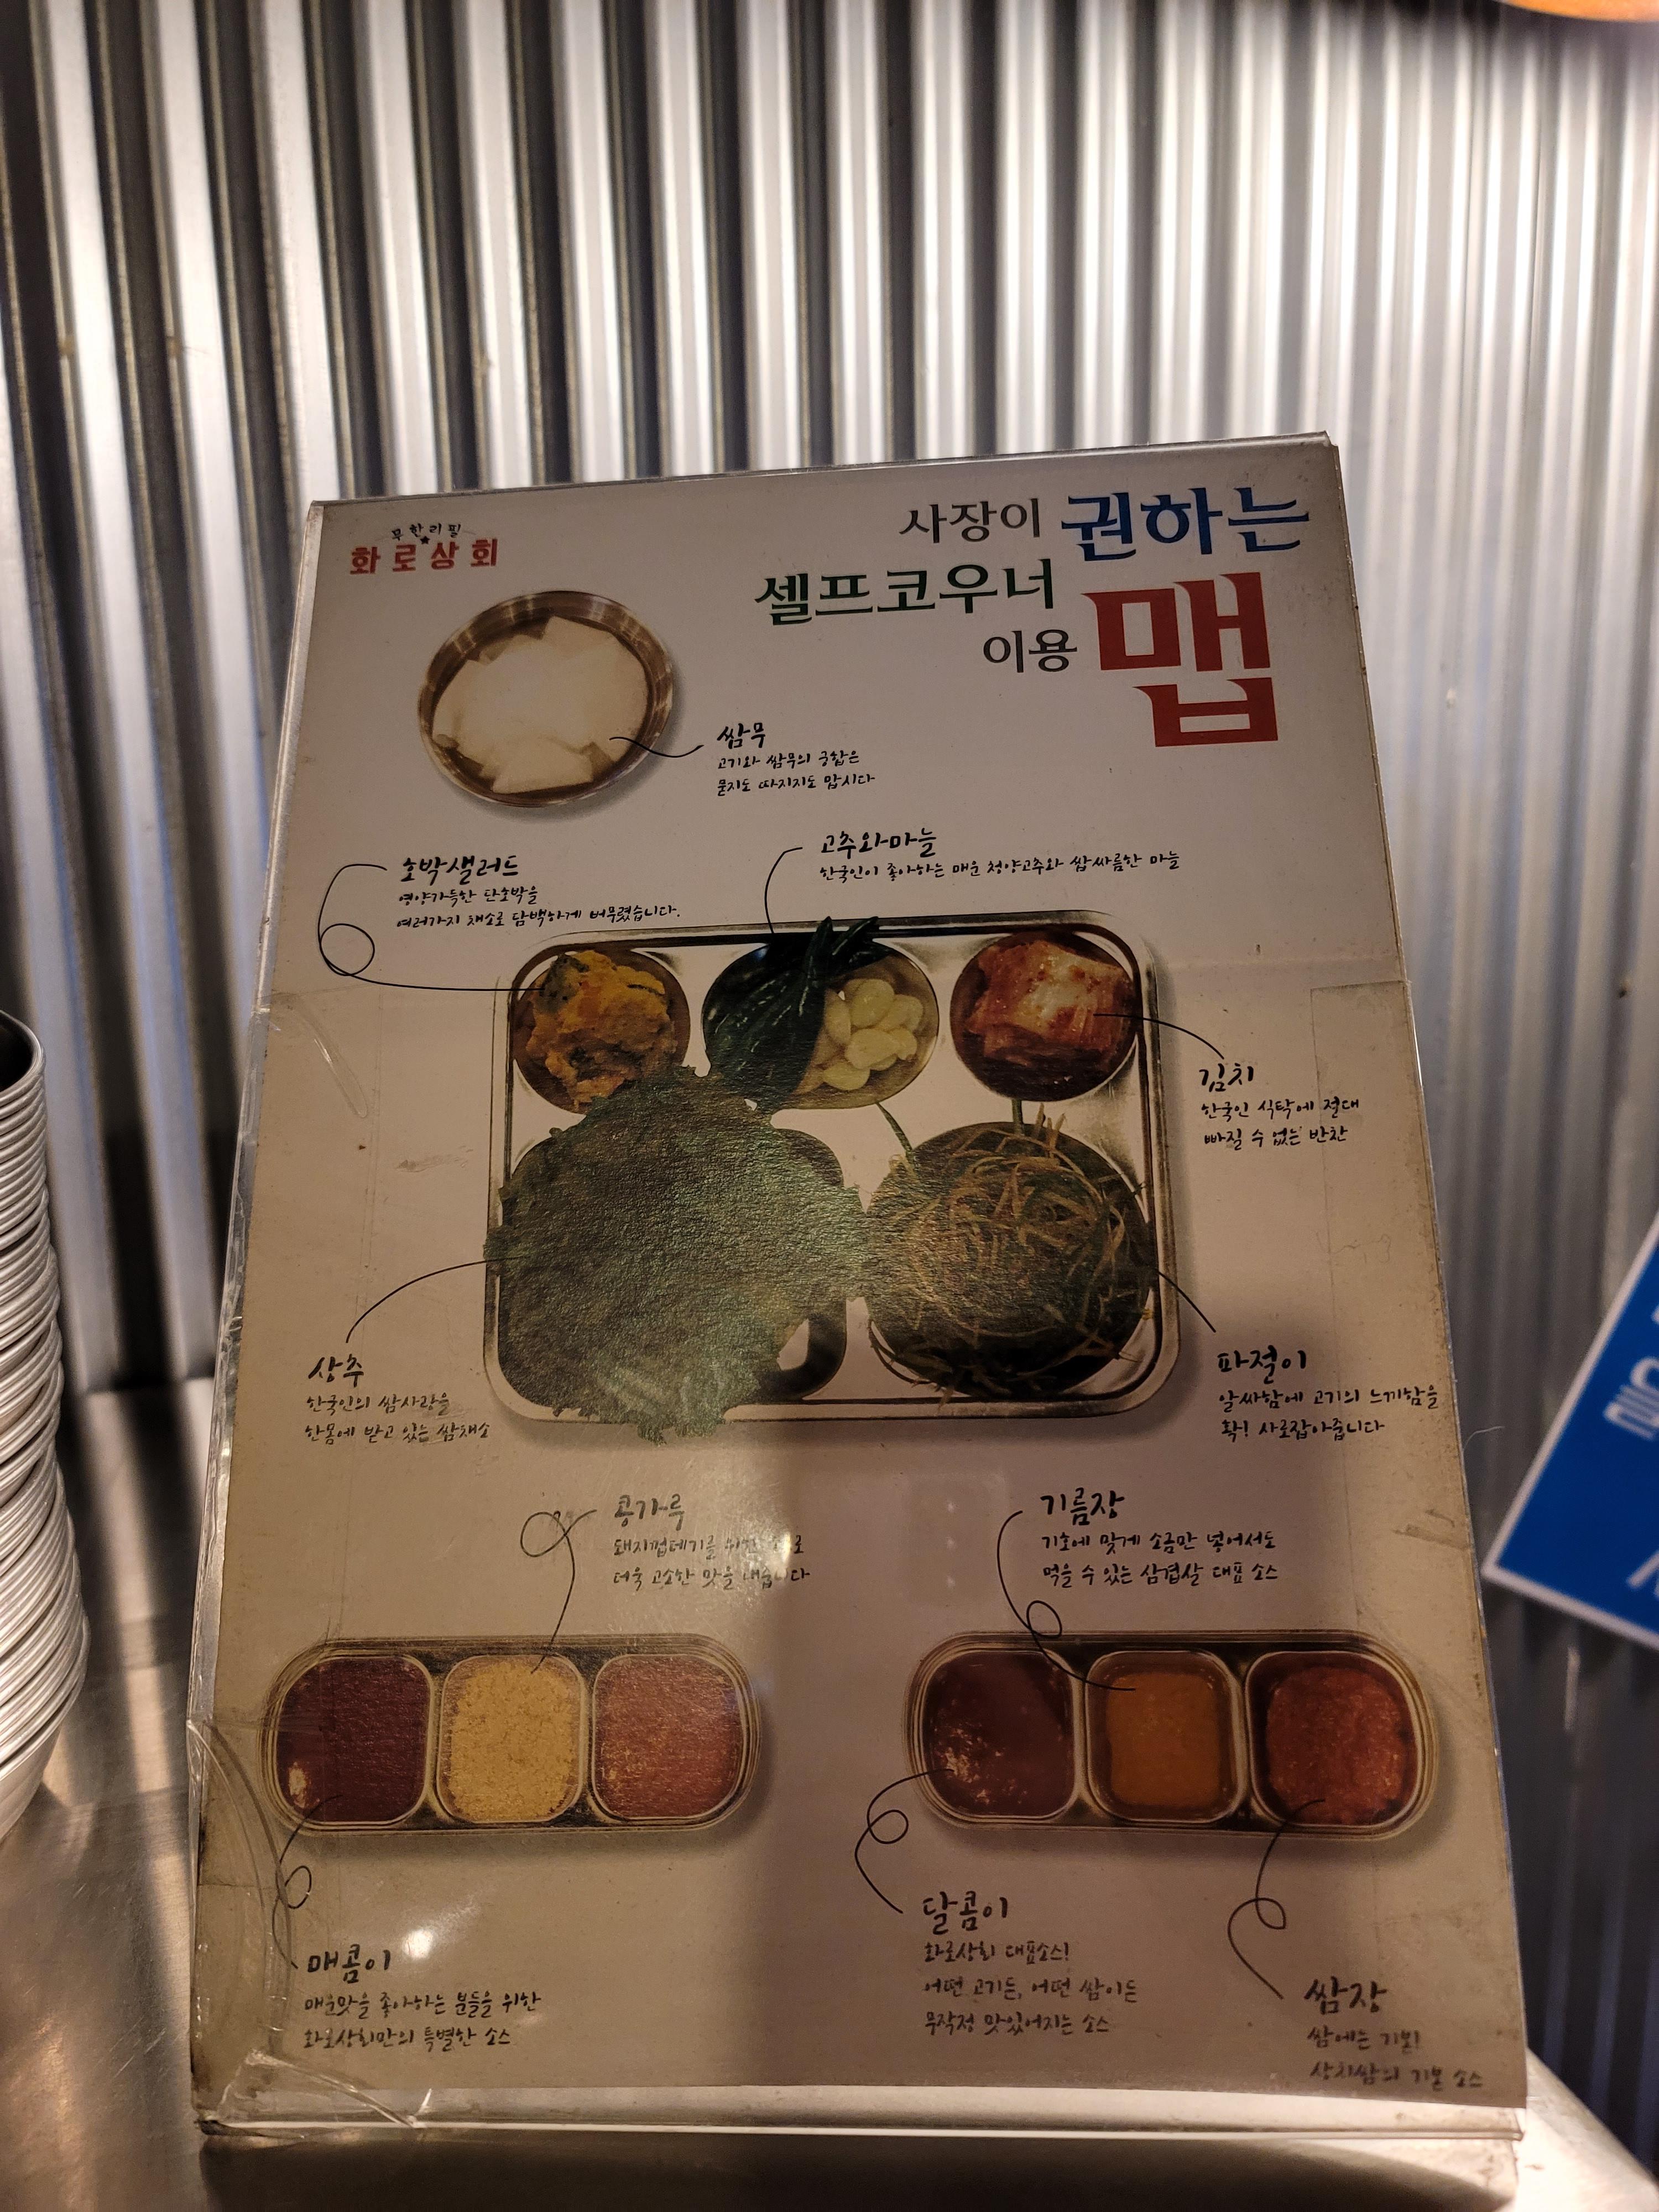 무한리필
화로상회
사장이 권하는
셀프코우너
이용 맵
쌈무
고기와 쌈무의 궁합은
묻지도 따지지도 맙시다
호박샐러드
영양가득한 단호박을
여러가지 채소로 담백하게 버무렸습니다.
고추와마늘
한국인이 좋아하는 매운 청양고추와 쌉싸름한 마늘
김치
한국인 식탁에 절대
빠질 수 없는 반찬
상추
한국인의 쌈사랑을
한몸에 받고 있는 쌈채소
파절이
알싸함에 고기의 느끼함을
확! 사로잡아줍니다
콩가루
돼지껍데기를
더욱 고소한 맛을 내줍니다
기름장
기호에 맞게 소금만 넣어서도
먹을 수 있는 삼겹살 대표 소스
매콤이
매운맛을 좋아하는 분들을 위한
화로상회만의 특별한 소스
달콤이
화로상회 대표소스!
어떤 고기든, 어떤 쌈이든
무작정 맛있어지는 소스
쌈장
쌈에는 기본!
상치쌈의 기본 소스